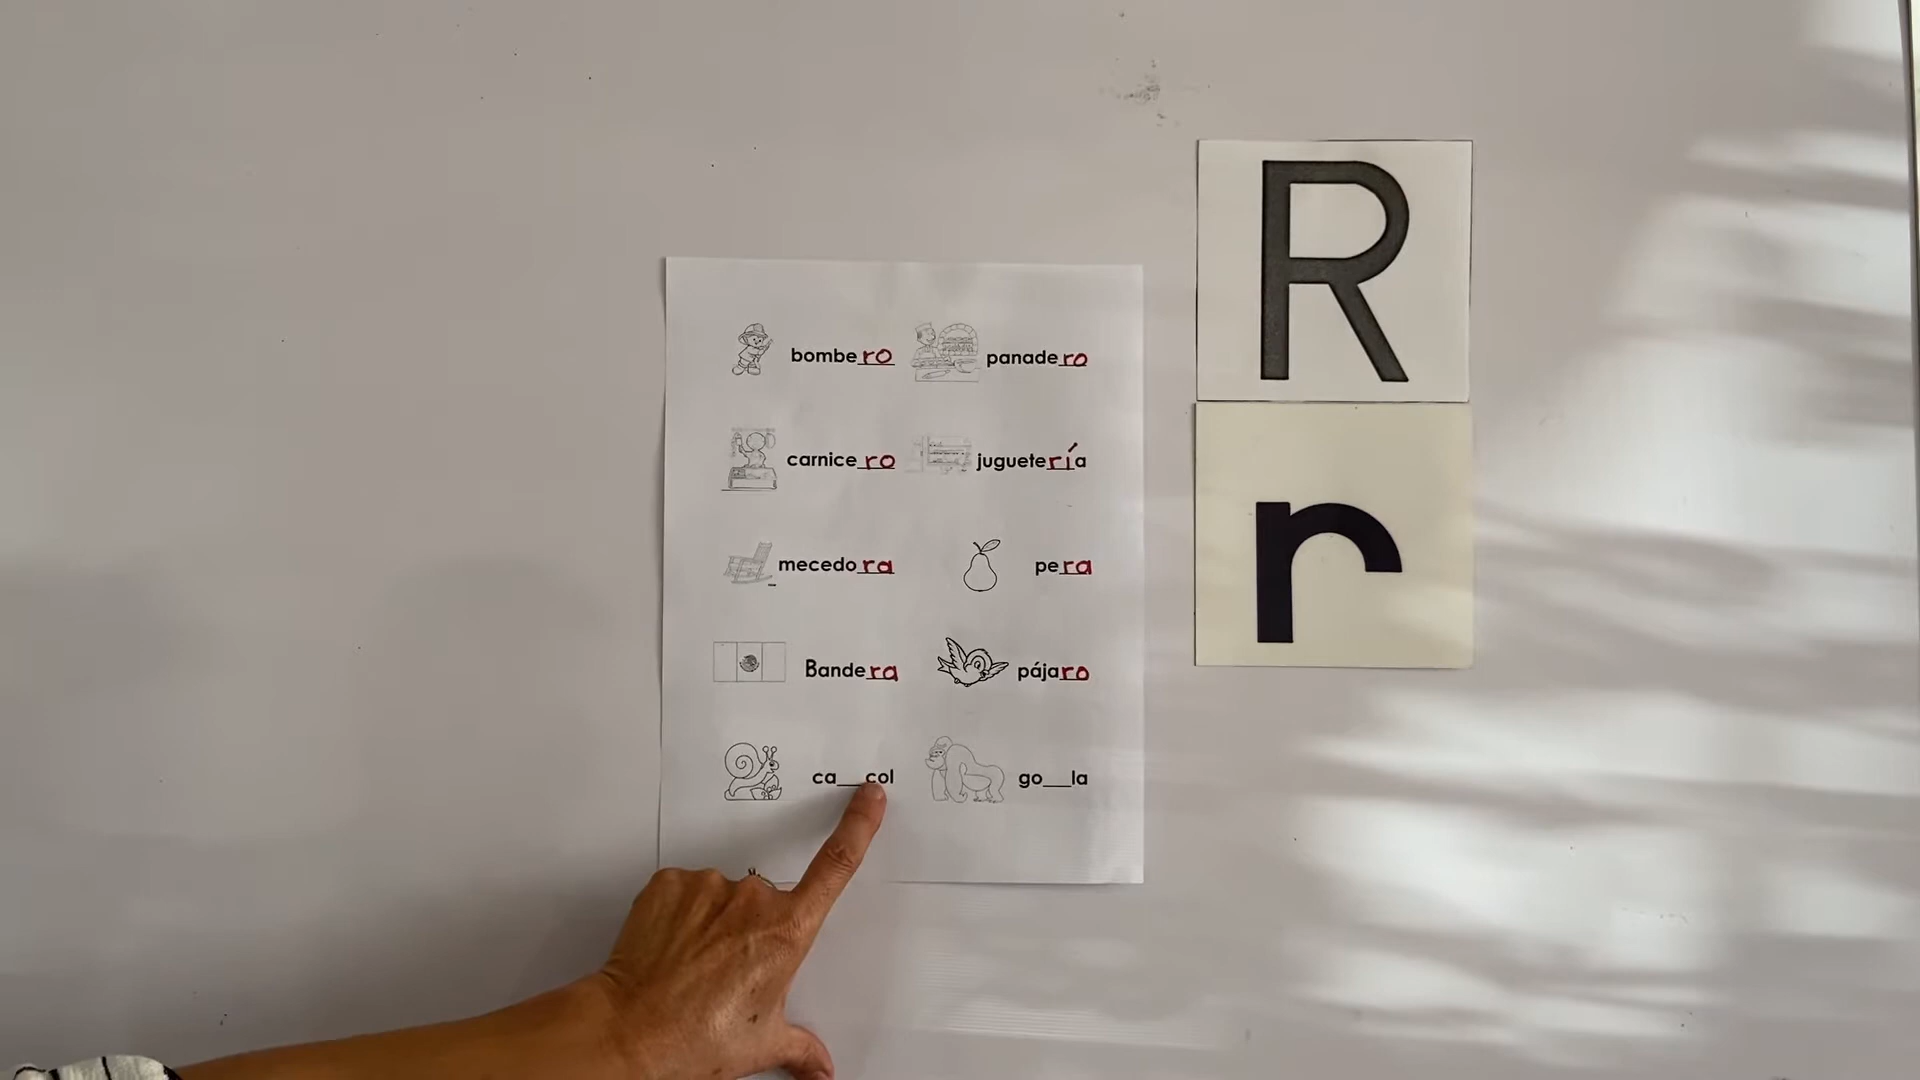 bombero panadero
carnicero juguetería
mecedora pera
Bandera pájaro
ca__col go__la
R
r